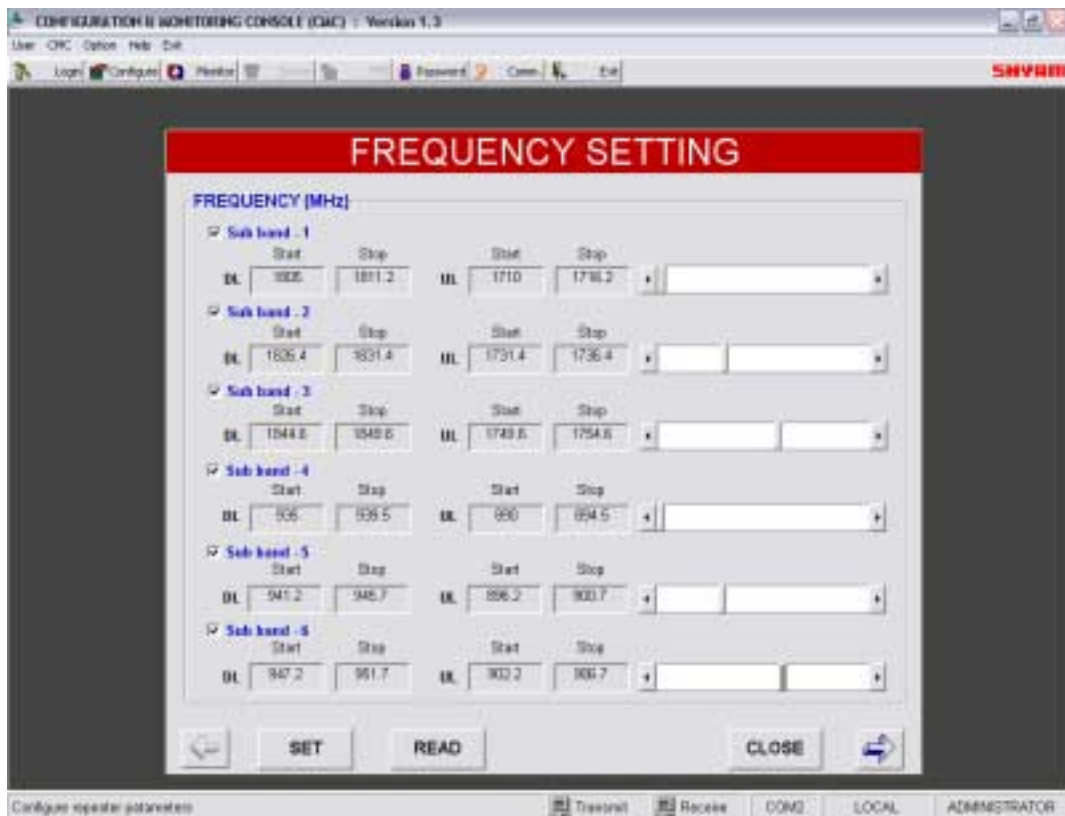 CONFIGURATION & MONITORING CONSOLE (CMC) : Version 1.3
User CMC Option Help Exit
Login Configure Monitor Password Comm. Exit SHYAM
FREQUENCY SETTING
FREQUENCY (MHz)
Sub band - 1
Start Stop Start Stop
DL 1805 1811.2 UL 1710 1716.2
Sub band - 2
Start Stop Start Stop
DL 1826.4 1831.4 UL 1731.4 1736.4
Sub band - 3
Start Stop Start Stop
DL 1844.6 1849.6 UL 1749.6 1754.6
Sub band - 4
Start Stop Start Stop
DL 935 939.5 UL 890 894.5
Sub band - 5
Start Stop Start Stop
DL 941.2 945.7 UL 896.2 900.7
Sub band - 6
Start Stop Start Stop
DL 947.2 951.7 UL 902.2 906.7
SET READ CLOSE
Configure repeater parameters Transmit Receive COM2 LOCAL ADMINISTRATOR